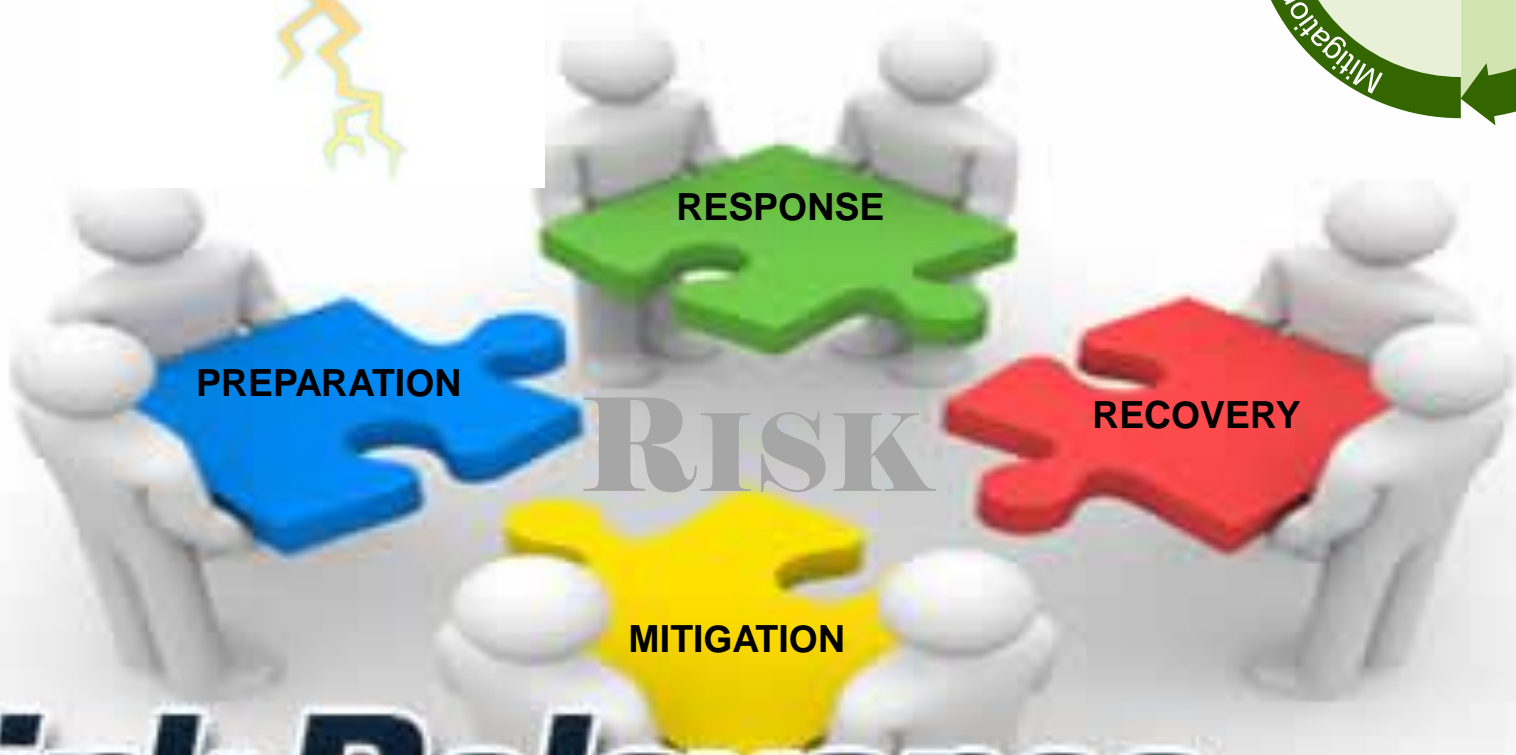 Mitigation
RESPONSE
PREPARATION
RISK
RECOVERY
MITIGATION